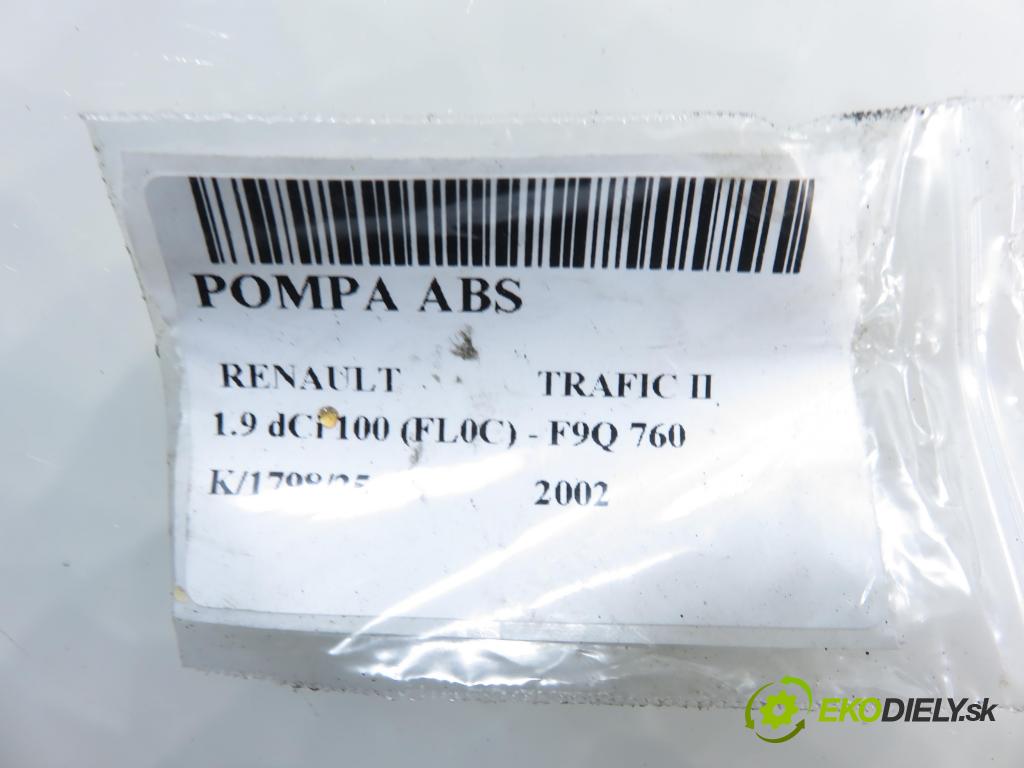 POMPA ABS
RENAULT TRAFIC II
1.9 dCi 100 (FL0C) - F9Q 760
2002
EKODIELY.sk